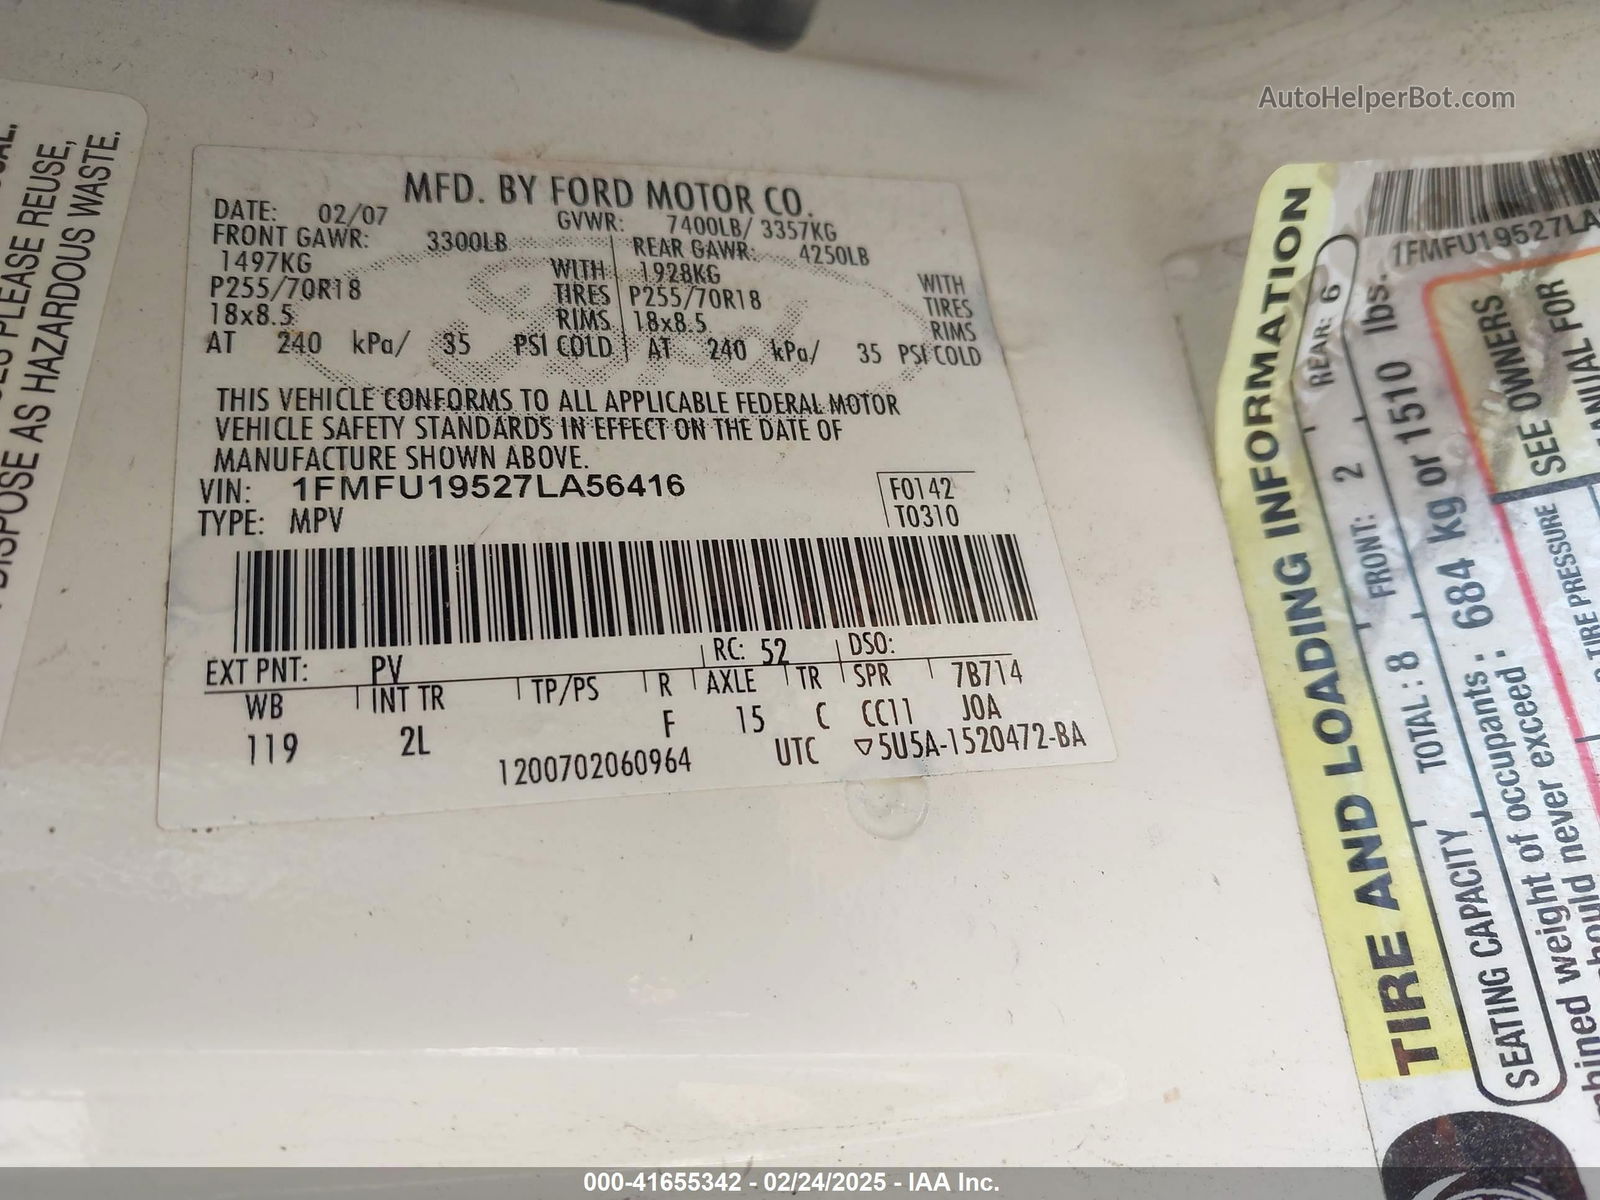 AutoHelperBot.com
PLEASE REUSE,
DISPOSE AS HAZARDOUS WASTE.
MFD. BY FORD MOTOR CO.
DATE: 02/07 GVWR: 7400LB/ 3357KG
FRONT GAWR: 3300LB REAR GAWR: 4250LB
1497KG WITH 1928KG WITH
P255/70R18 TIRES P255/70R18 TIRES
18x8.5 RIMS 18x8.5 RIMS
AT 240 kPa/ 35 PSI COLD AT 240 kPa/ 35 PSI COLD
THIS VEHICLE CONFORMS TO ALL APPLICABLE FEDERAL MOTOR
VEHICLE SAFETY STANDARDS IN EFFECT ON THE DATE OF
MANUFACTURE SHOWN ABOVE.
VIN: 1FMFU19527LA56416 F0142
TYPE: MPV T0310
EXT PNT: PV RC: 52 DSO:
WB INT TR TP/PS R AXLE TR SPR 7B714
119 2L F 15 C CC11 JOA
1200702060964 UTC ▽5U5A-1520472-BA
1FMFU19527LA
TIRE AND LOADING INFORMATION
SEATING CAPACITY TOTAL: 8 FRONT: 2 REAR: 6
weight of occupants : 684 kg or 1510 lbs.
should never exceed :
TIRE PRESSURE
SEE OWNERS
FOR
000-41655342 - 02/24/2025 - IAA Inc.